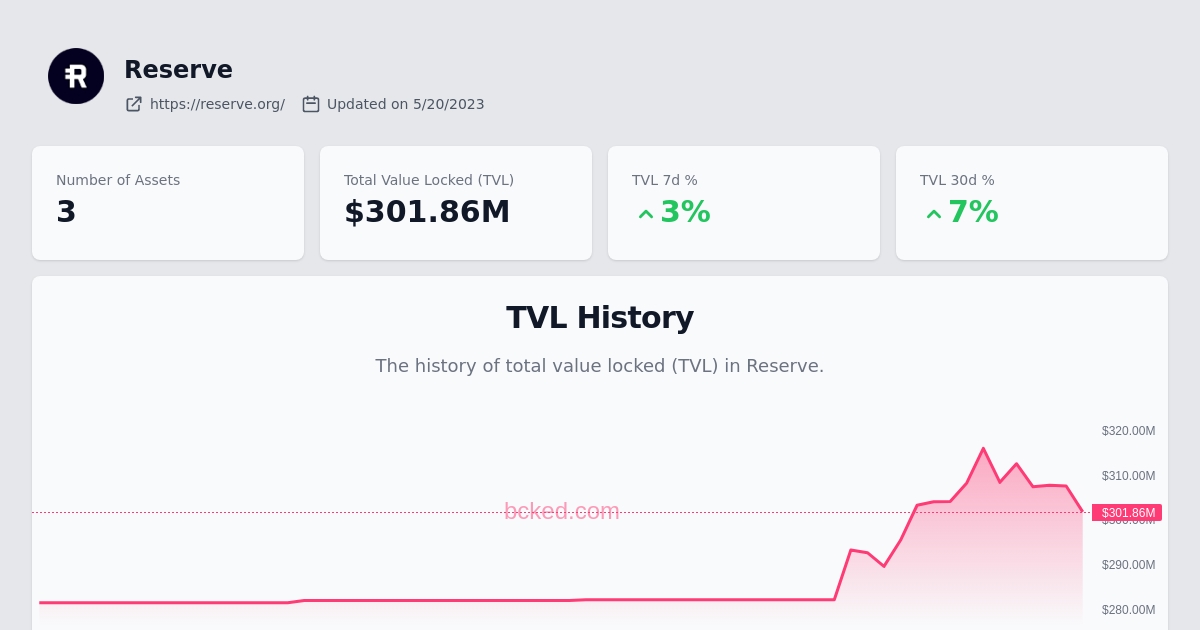 Reserve
https://reserve.org/ Updated on 5/20/2023
Number of Assets
3
Total Value Locked (TVL)
$301.86M
TVL 7d %
3%
TVL 30d %
7%
TVL History
The history of total value locked (TVL) in Reserve.
$320.00M
$310.00M
bcked.com
$301.86M
$300.00M
$290.00M
$280.00M